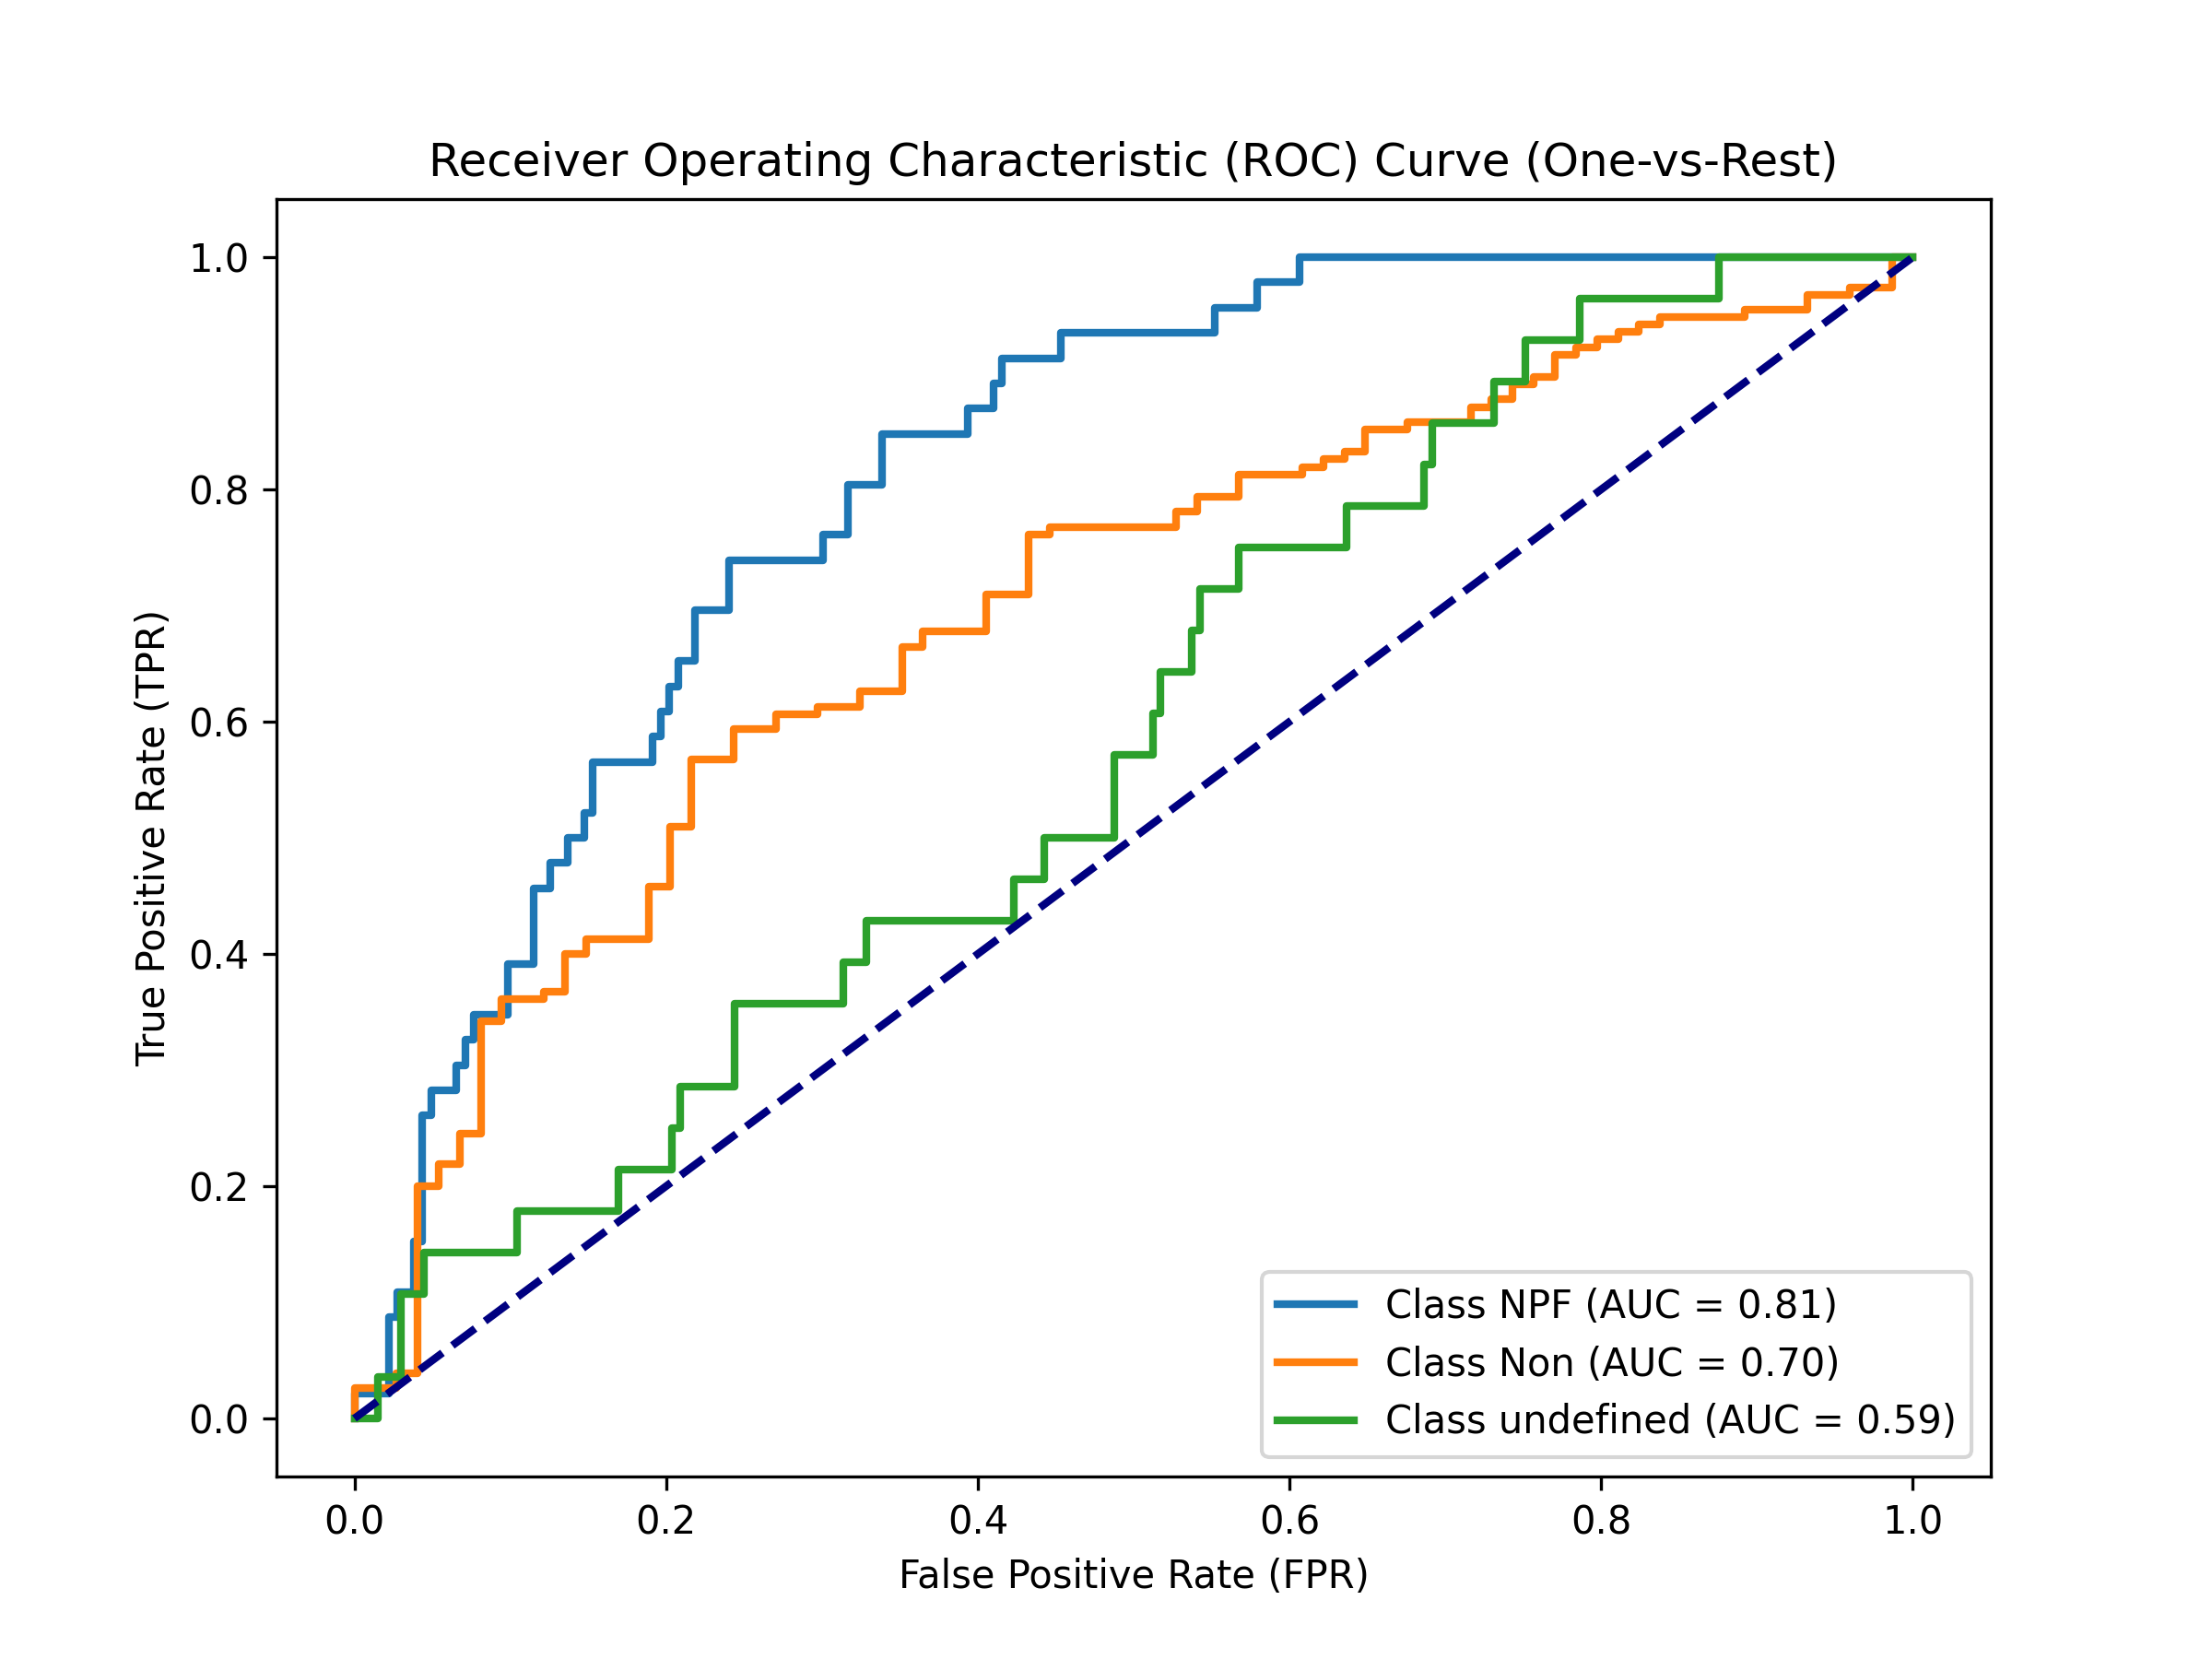 Receiver Operating Characteristic (ROC) Curve (One-vs-Rest)
1.0
0.8
0.6
0.4
0.2
0.0
True Positive Rate (TPR)
Class NPF (AUC = 0.81)
Class Non (AUC = 0.70)
Class undefined (AUC = 0.59)
0.0 0.2 0.4 0.6 0.8 1.0
False Positive Rate (FPR)